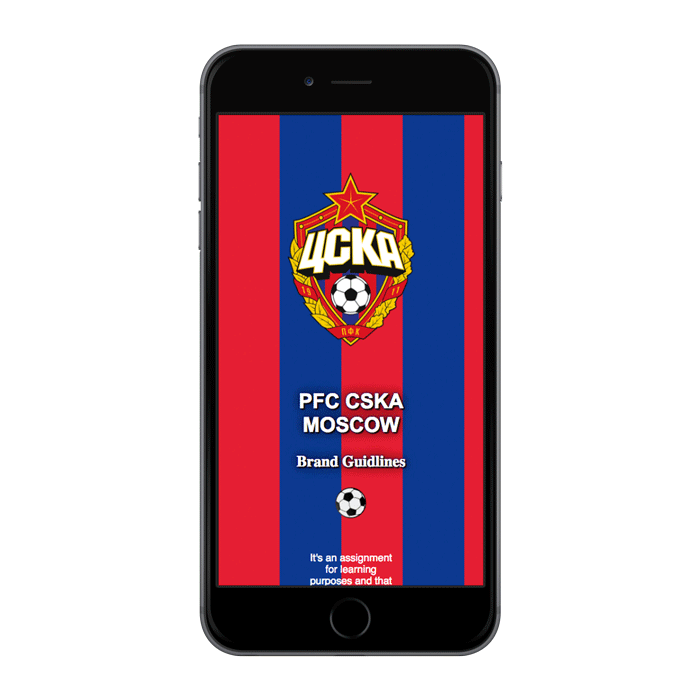 ЦСКА
19 11
ПФК
PFC CSKA
MOSCOW
Brand Guidlines
It's an assignment
for learning
purposes and that